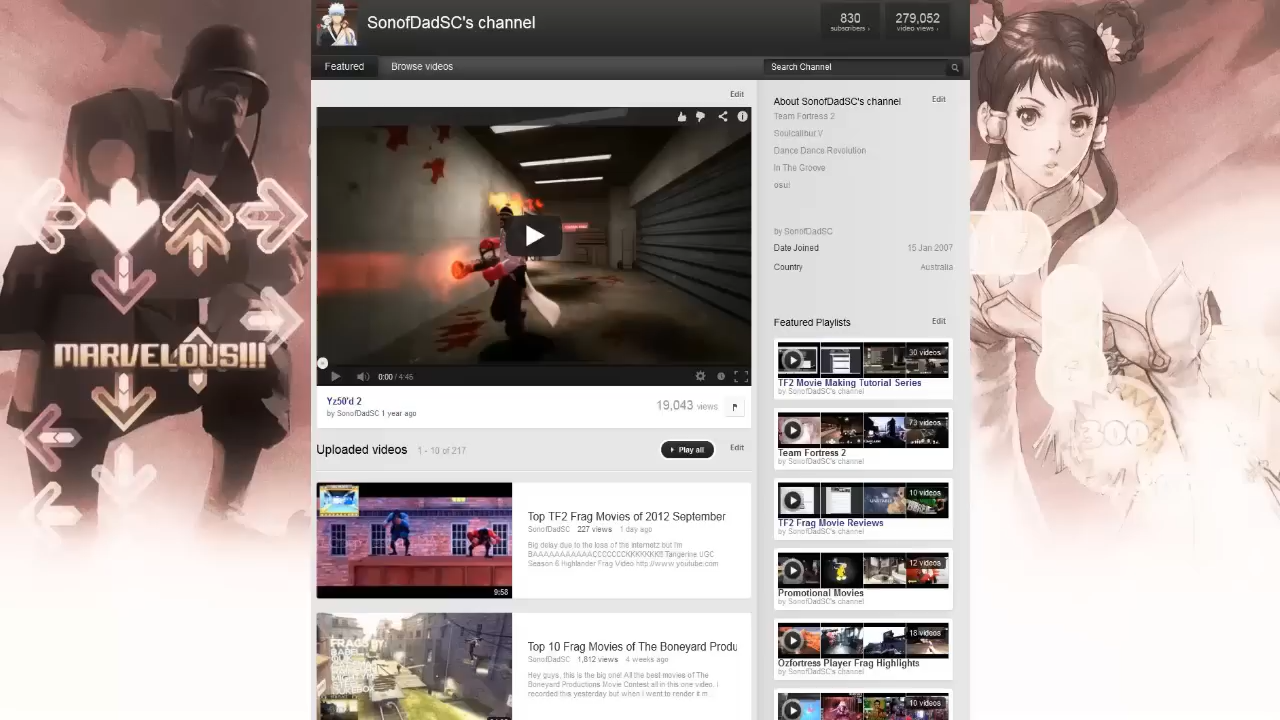 SonofDadSC's channel
830
subscribers ›
279,052
video views ›
Featured
Browse videos
Search Channel
Edit
0:00 / 4:46
Yz50'd 2
by SonofDadSC 1 year ago
19,043 views
Uploaded videos 1 - 10 of 217
Play all
Edit
9:58
Top TF2 Frag Movies of 2012 September
SonofDadSC 227 views 1 day ago
Big delay due to the loss of the internetz but I'm
Season 6 Highlander Frag Video http://www.youtube.com
FRAGS BY
Top 10 Frag Movies of The Boneyard Produ
SonofDadSC 1,812 views 4 weeks ago
Hey guys, this is the big one! All the best movies of The
Boneyard Productions Movie Contest all in this one video. I
recorded this yesterday but when I went to render it m
About SonofDadSC's channel
Edit
Team Fortress 2
Soulcalibur V
Dance Dance Revolution
In The Groove
osu!
by SonofDadSC
Date Joined 15 Jan 2007
Country Australia
Featured Playlists
Edit
30 videos
TF2 Movie Making Tutorial Series
by SonofDadSC's channel
73 videos
Team Fortress 2
by SonofDadSC's channel
10 videos
TF2 Frag Movie Reviews
by SonofDadSC's channel
12 videos
Promotional Movies
by SonofDadSC's channel
18 videos
Ozfortress Player Frag Highlights
by SonofDadSC's channel
10 videos
MARVELOUS!!!
300